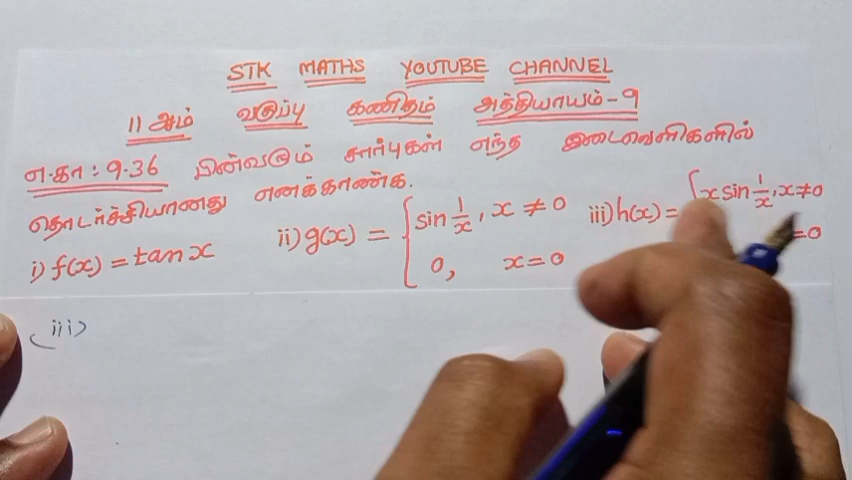 STK MATHS YOUTUBE CHANNEL
11 ஆம் வகுப்பு கணிதம் அத்தியாயம்-9
எ.கா : 9.36 பின்வரும் சார்புகள் எந்த இடைவெளிகளில்
தொடர்ச்சியானது எனக்காண்க.
i) f(x) = tan x ii) g(x) = { sin 1/x, x ≠ 0 iii) h(x) = { x sin 1/x, x ≠ 0
0, x = 0 = 0
iii)